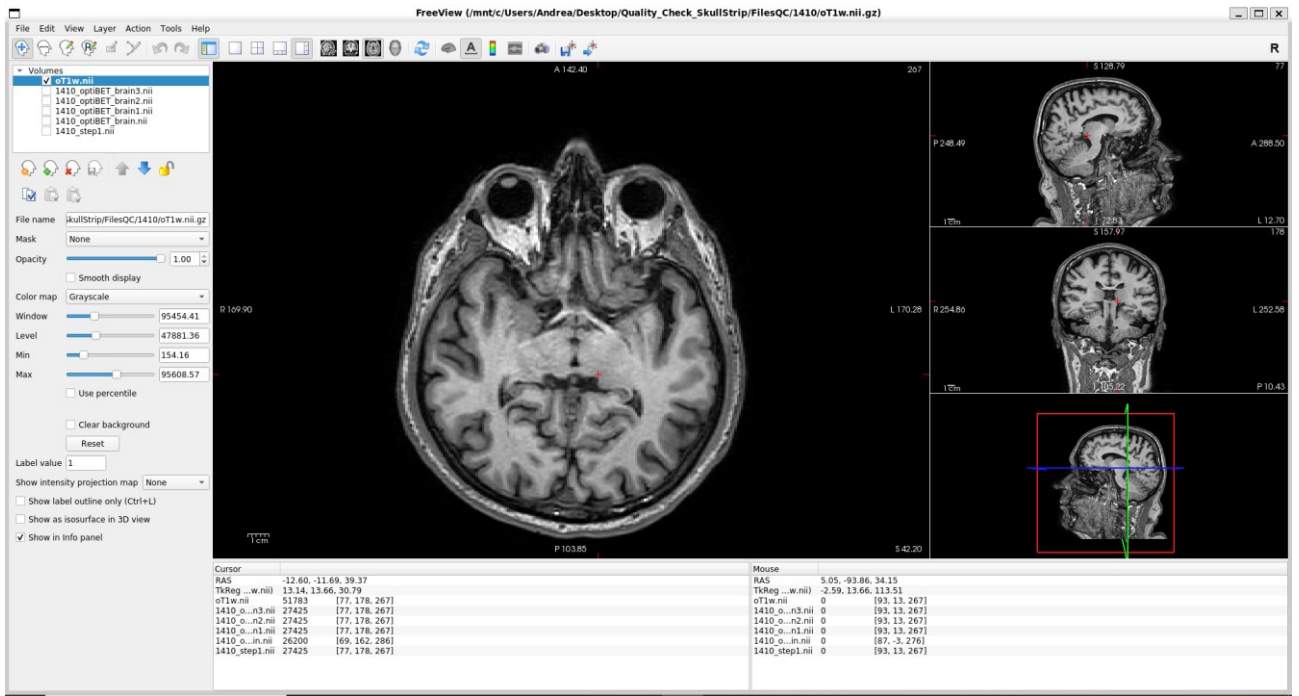 FreeView (/mnt/c/Users/Andrea/Desktop/Quality_Check_SkullStrip/FilesQC/1410/oT1w.nii.gz)
File Edit View Layer Action Tools Help
A R
Volumes
oT1w.nii
1410_optiBET_brain3.nii
1410_optiBET_brain2.nii
1410_optiBET_brain1.nii
1410_optiBET_brain.nii
1410_step1.nii
File name kullStrip/FilesQC/1410/oT1w.nii.gz
Mask None
Opacity 1.00
Smooth display
Color map Grayscale
Window 95454.41
Level 47881.36
Min 154.16
Max 95608.57
Use percentile
Clear background
Reset
Label value 1
Show intensity projection map None
Show label outline only (Ctrl+L)
Show as isosurface in 3D view
Show in Info panel
A 142.40 267
R 169.90 L 170.28
1 cm P 103.85 S 42.20
S 128.79 77
P 248.49 A 288.50
1 cm I 72.83 L 12.70
S 157.97 178
R 254.86 L 252.58
1 cm P 10.43
Cursor
RAS -12.60, -11.69, 39.37
TkReg ...w.nii) 13.14, 13.66, 30.79
oT1w.nii 51783 [77, 178, 267]
1410_o...n3.nii 27425 [77, 178, 267]
1410_o...n2.nii 27425 [77, 178, 267]
1410_o...n1.nii 27425 [77, 178, 267]
1410_o...in.nii 26200 [69, 162, 286]
1410_step1.nii 27425 [77, 178, 267]
Mouse
RAS 5.05, -93.86, 34.15
TkReg ...w.nii) -2.59, 13.66, 113.51
oT1w.nii 0 [93, 13, 267]
1410_o...n3.nii 0 [93, 13, 267]
1410_o...n2.nii 0 [93, 13, 267]
1410_o...n1.nii 0 [93, 13, 267]
1410_o...in.nii 0 [87, -3, 276]
1410_step1.nii 0 [93, 13, 267]